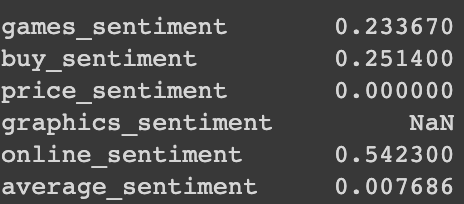 games_sentiment 0.233670
buy_sentiment 0.251400
price_sentiment 0.000000
graphics_sentiment NaN
online_sentiment 0.542300
average_sentiment 0.007686